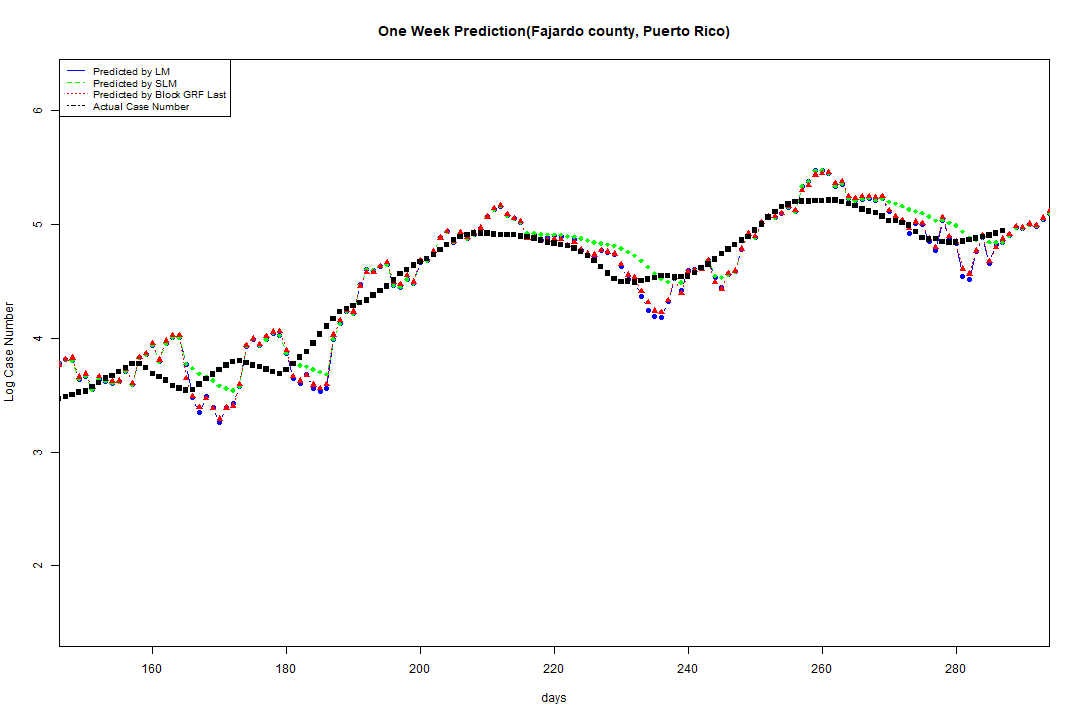 One Week Prediction(Fajardo county, Puerto Rico)
Predicted by LM
Predicted by SLM
Predicted by Block GRF Last
Actual Case Number
6
5
4
3
2
Log Case Number
160 180 200 220 240 260 280
days